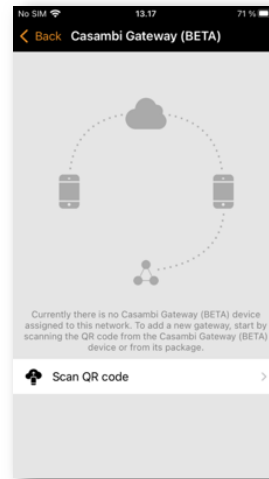 No SIM 13.17 71 %
Back Casambi Gateway (BETA)
Currently there is no Casambi Gateway (BETA) device
assigned to this network. To add a new gateway, start by
scanning the QR code from the Casambi Gateway (BETA)
device or from its package.
Scan QR code